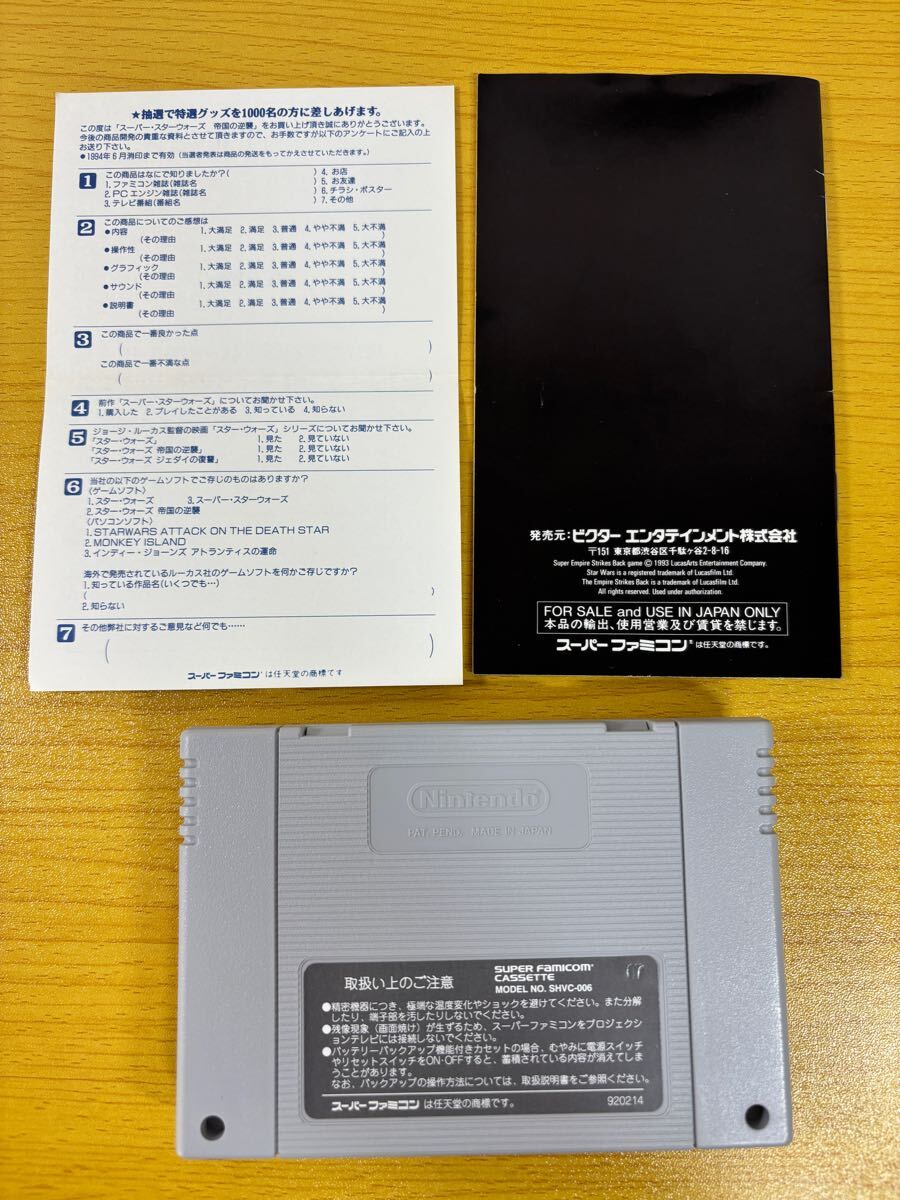 ★抽選で特選グッズを1000名の方に差しあげます。
この度は「スーパー・スターウォーズ 帝国の逆襲」をお買い上げ頂き誠にありがとうございます。
今後の商品開発の貴重な資料とさせて頂きますので、お手数ですが以下のアンケートにご記入の上
お送り下さい。
●1994年6月消印まで有効(当選者発表は商品の発送をもってかえさせていただきます。)
1 この商品はなにで知りましたか?( ) 4. お店
1. ファミコン雑誌(雑誌名 ) 5. お友達
2. PCエンジン雑誌(雑誌名 ) 6. チラシ・ポスター
3. テレビ番組(番組名 ) 7. その他
2 この商品についてのご感想は
●内容 1. 大満足 2. 満足 3. 普通 4. やや不満 5. 大不満
(その理由 )
●操作性 1. 大満足 2. 満足 3. 普通 4. やや不満 5. 大不満
(その理由 )
●グラフィック 1. 大満足 2. 満足 3. 普通 4. やや不満 5. 大不満
(その理由 )
●サウンド 1. 大満足 2. 満足 3. 普通 4. やや不満 5. 大不満
(その理由 )
●説明書 1. 大満足 2. 満足 3. 普通 4. やや不満 5. 大不満
(その理由 )
3 この商品で一番良かった点
( )
この商品で一番不満な点
( )
4 前作「スーパー・スターウォーズ」についてお聞かせ下さい。
1. 購入した 2. プレイしたことがある 3. 知っている 4. 知らない
5 ジョージ・ルーカス監督の映画「スター・ウォーズ」シリーズについてお聞かせ下さい。
「スター・ウォーズ」 1. 見た 2. 見ていない
「スター・ウォーズ 帝国の逆襲」 1. 見た 2. 見ていない
「スター・ウォーズ ジェダイの復讐」 1. 見た 2. 見ていない
6 当社の以下のゲームソフトでご存じのものはありますか?
〈ゲームソフト〉
1. スター・ウォーズ 3. スーパー・スターウォーズ
2. スター・ウォーズ 帝国の逆襲
〈パソコンソフト〉
1. STARWARS ATTACK ON THE DEATH STAR
2. MONKEY ISLAND
3. インディー・ジョーンズ アトランティスの運命
海外で発売されているルーカス社のゲームソフトを何かご存じですか?
1. 知っている作品名(いくつでも…)
( )
2. 知らない
7 その他弊社に対するご意見など何でも……
( )
スーパーファミコン®は任天堂の商標です
発売元:ビクター エンタテインメント株式会社
〒151 東京都渋谷区千駄ヶ谷2-8-16
Super Empire Strikes Back game © 1993 LucasArts Entertainment Company.
Star Wars is a registered trademark of Lucasfilm Ltd.
The Empire Strikes Back is a trademark of Lucasfilm Ltd.
All rights reserved. Used under authorization.
FOR SALE and USE IN JAPAN ONLY
本品の輸出、使用営業及び賃貸を禁じます。
スーパーファミコン®は任天堂の商標です。
Nintendo®
PAT. PEND. MADE IN JAPAN
取扱い上のご注意
SUPER FAMICOM®
CASSETTE
MODEL NO. SHVC-006
17
●精密機器につき、極端な温度変化やショックを避けてください。また分解
したり、端子部を汚したりしないでください。
●残像現象(画面焼け)が生ずるため、スーパーファミコンをプロジェクシ
ョンテレビには接続しないでください。
●バッテリーバックアップ機能付きカセットの場合、むやみに電源スイッチ
やリセットスイッチをON・OFFすると、蓄積されている内容が消えてしま
うことがあります。
なお、バックアップの操作方法については、取扱説明書をご参照ください。
スーパーファミコンは任天堂の商標です。
920214